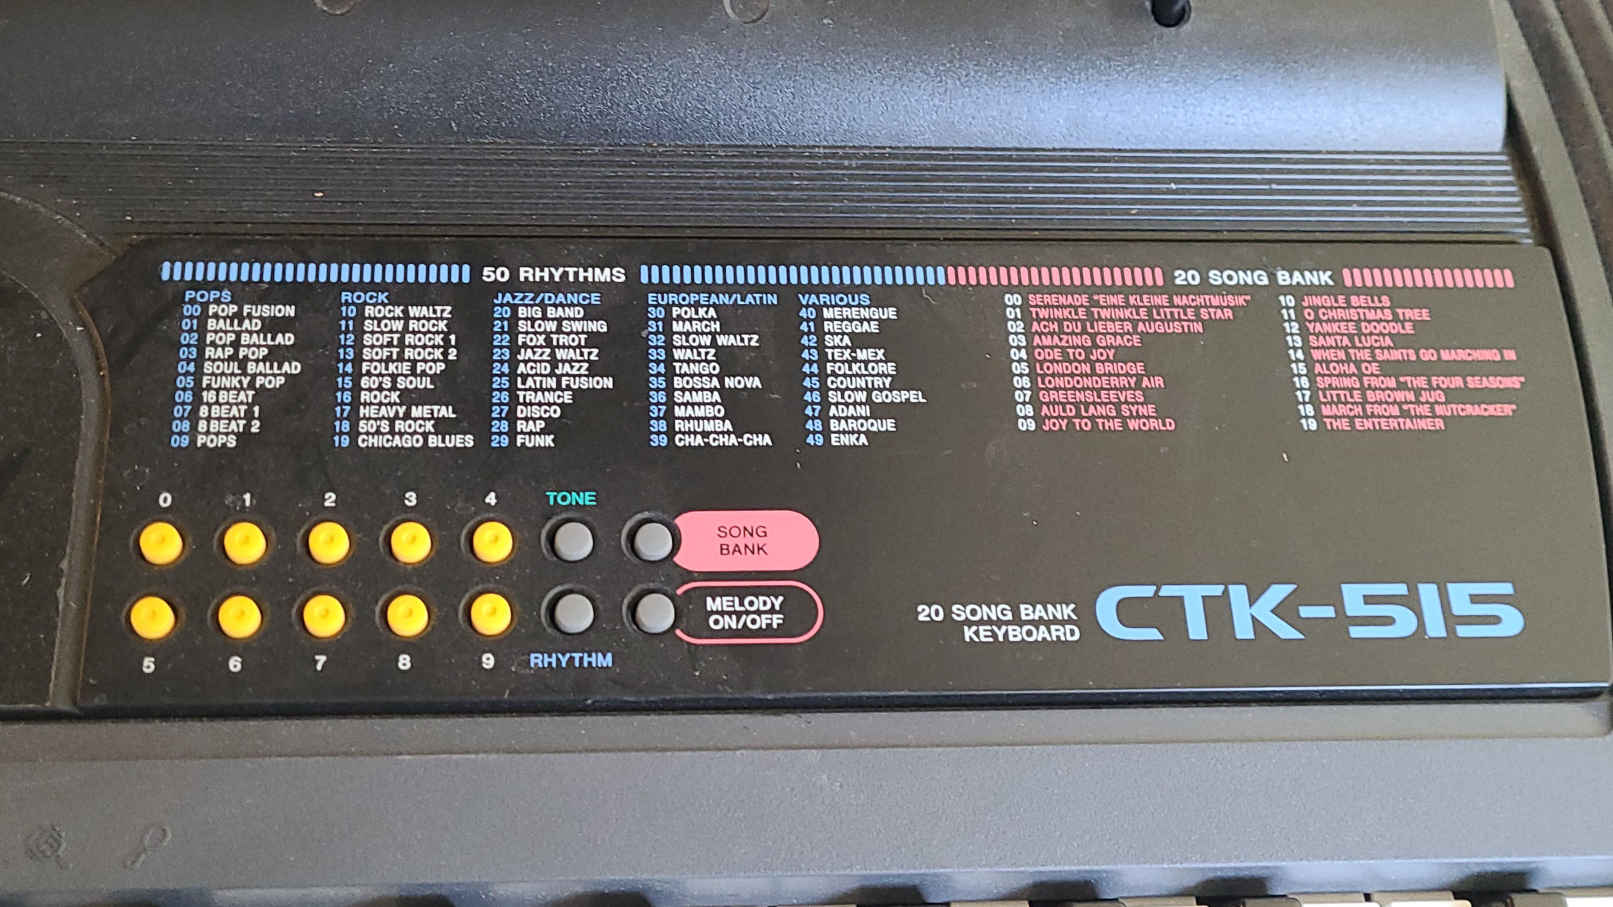 50 RHYTHMS
20 SONG BANK
POPS
00 POP FUSION
01 BALLAD
02 POP BALLAD
03 RAP POP
04 SOUL BALLAD
05 FUNKY POP
06 16 BEAT
07 8 BEAT 1
08 8 BEAT 2
09 POPS
ROCK
10 ROCK WALTZ
11 SLOW ROCK
12 SOFT ROCK 1
13 SOFT ROCK 2
14 FOLKIE POP
15 60'S SOUL
16 ROCK
17 HEAVY METAL
18 50'S ROCK
19 CHICAGO BLUES
JAZZ/DANCE
20 BIG BAND
21 SLOW SWING
22 FOX TROT
23 JAZZ WALTZ
24 ACID JAZZ
25 LATIN FUSION
26 TRANCE
27 DISCO
28 RAP
29 FUNK
EUROPEAN/LATIN
30 POLKA
31 MARCH
32 SLOW WALTZ
33 WALTZ
34 TANGO
35 BOSSA NOVA
36 SAMBA
37 MAMBO
38 RHUMBA
39 CHA-CHA-CHA
VARIOUS
40 MERENGUE
41 REGGAE
42 SKA
43 TEX-MEX
44 FOLKLORE
45 COUNTRY
46 SLOW GOSPEL
47 ADANI
48 BAROQUE
49 ENKA
00 SERENADE "EINE KLEINE NACHTMUSIK"
01 TWINKLE TWINKLE LITTLE STAR
02 ACH DU LIEBER AUGUSTIN
03 AMAZING GRACE
04 ODE TO JOY
05 LONDON BRIDGE
06 LONDONDERRY AIR
07 GREENSLEEVES
08 AULD LANG SYNE
09 JOY TO THE WORLD
10 JINGLE BELLS
11 O CHRISTMAS TREE
12 YANKEE DOODLE
13 SANTA LUCIA
14 WHEN THE SAINTS GO MARCHING IN
15 ALOHA OE
16 SPRING FROM "THE FOUR SEASONS"
17 LITTLE BROWN JUG
18 MARCH FROM "THE NUTCRACKER"
19 THE ENTERTAINER
0 1 2 3 4 TONE
SONG
BANK
MELODY
ON/OFF
5 6 7 8 9 RHYTHM
20 SONG BANK
KEYBOARD
CTK-515